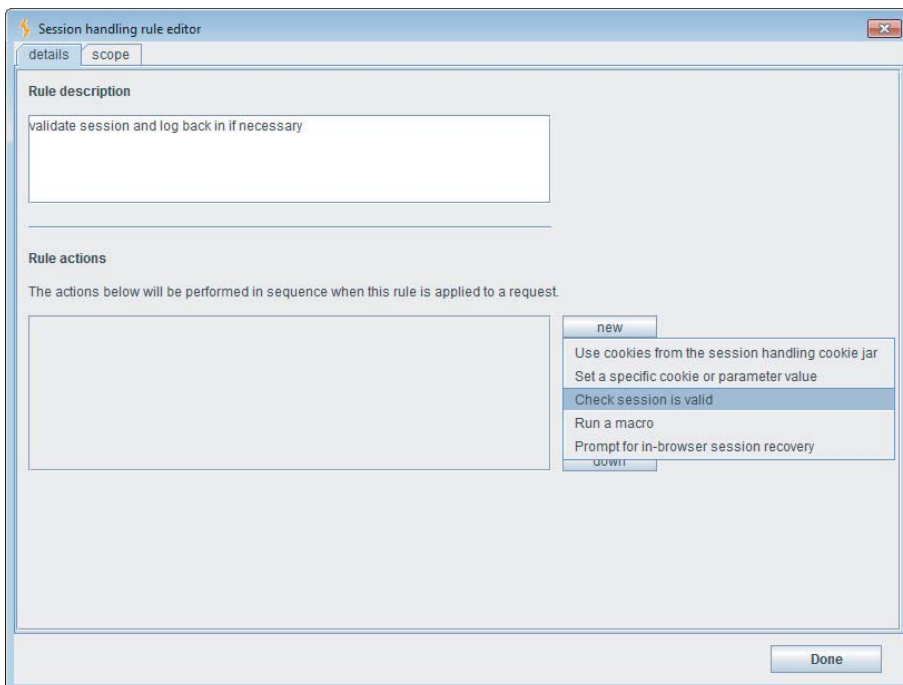 Session handling rule editor
details scope
Rule description
validate session and log back in if necessary
Rule actions
The actions below will be performed in sequence when this rule is applied to a request.
new
Use cookies from the session handling cookie jar
Set a specific cookie or parameter value
Check session is valid
Run a macro
Prompt for in-browser session recovery
down
Done